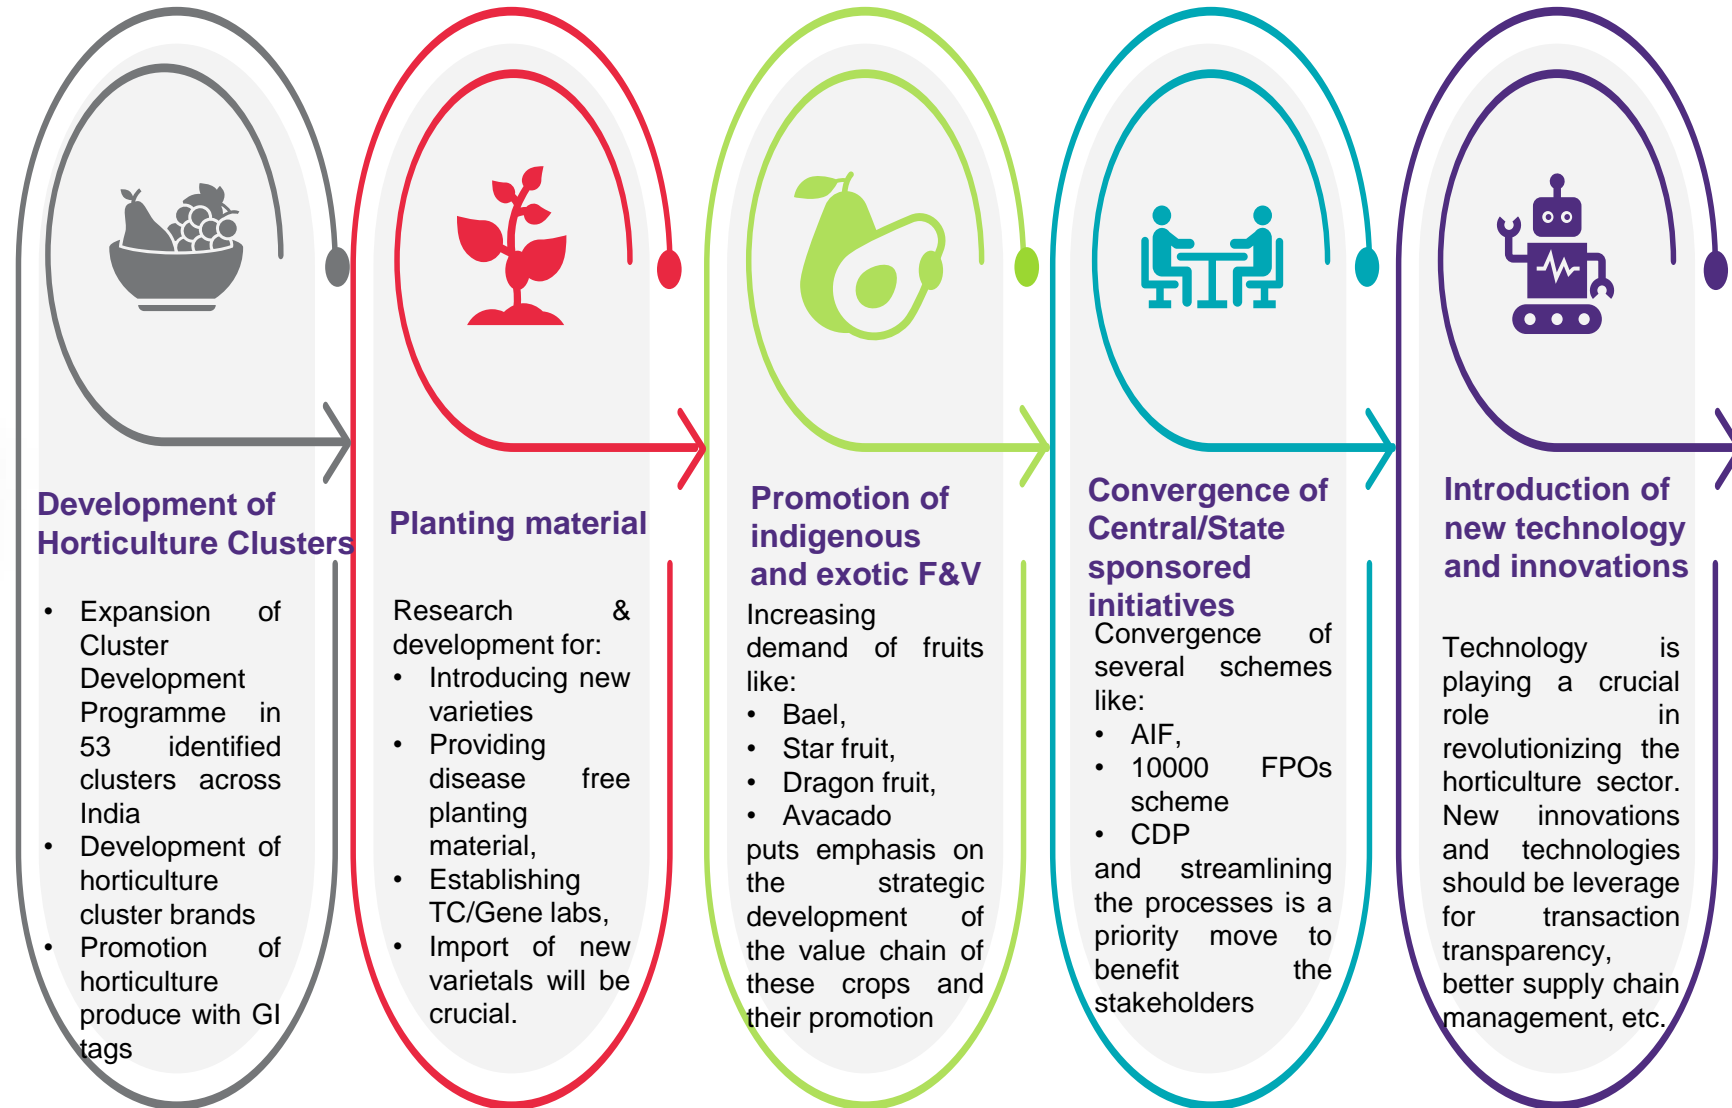 Development of
Horticulture Clusters
• Expansion of
Cluster
Development
Programme in
53 identified
clusters across
India
• Development of
horticulture
cluster brands
• Promotion of
horticulture
produce with GI
tags
Planting material
Research &
development for:
• Introducing new
varieties
• Providing
disease free
planting
material,
• Establishing
TC/Gene labs,
• Import of new
varietals will be
crucial.
Promotion of
indigenous
and exotic F&V
Increasing
demand of fruits
like:
• Bael,
• Star fruit,
• Dragon fruit,
• Avacado
puts emphasis on
the strategic
development of
the value chain of
these crops and
their promotion
Convergence of
Central/State
sponsored
initiatives
Convergence of
several schemes
like:
• AIF,
• 10000 FPOs
scheme
• CDP
and streamlining
the processes is a
priority move to
benefit the
stakeholders
Introduction of
new technology
and innovations
Technology is
playing a crucial
role in
revolutionizing the
horticulture sector.
New innovations
and technologies
should be leverage
for transaction
transparency,
better supply chain
management, etc.